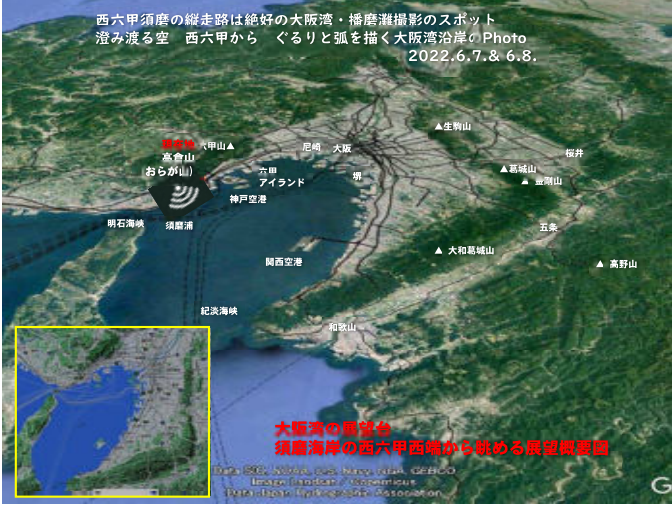 西六甲須磨の縦走路は絶好の大阪湾・播磨灘撮影のスポット
澄み渡る空　西六甲から　ぐるりと弧を描く大阪湾沿岸のPhoto
2022.6.7.& 6.8.
▲生駒山
六甲山▲
尼崎
大阪
桜井
高倉山
おらが山）
▲葛城山
六甲
アイランド
堺
▲ 金剛山
神戸空港
明石海峡
須磨浦
五条
▲ 大和葛城山
関西空港
▲ 高野山
紀淡海峡
和歌山
大阪湾の展望台
須磨海岸の西六甲西端から眺める展望概要図
Data SIO, NOAA, U.S. Navy, NGA, GEBCO
Image Landsat / Copernicus
Data Japan Hydrographic Association
G